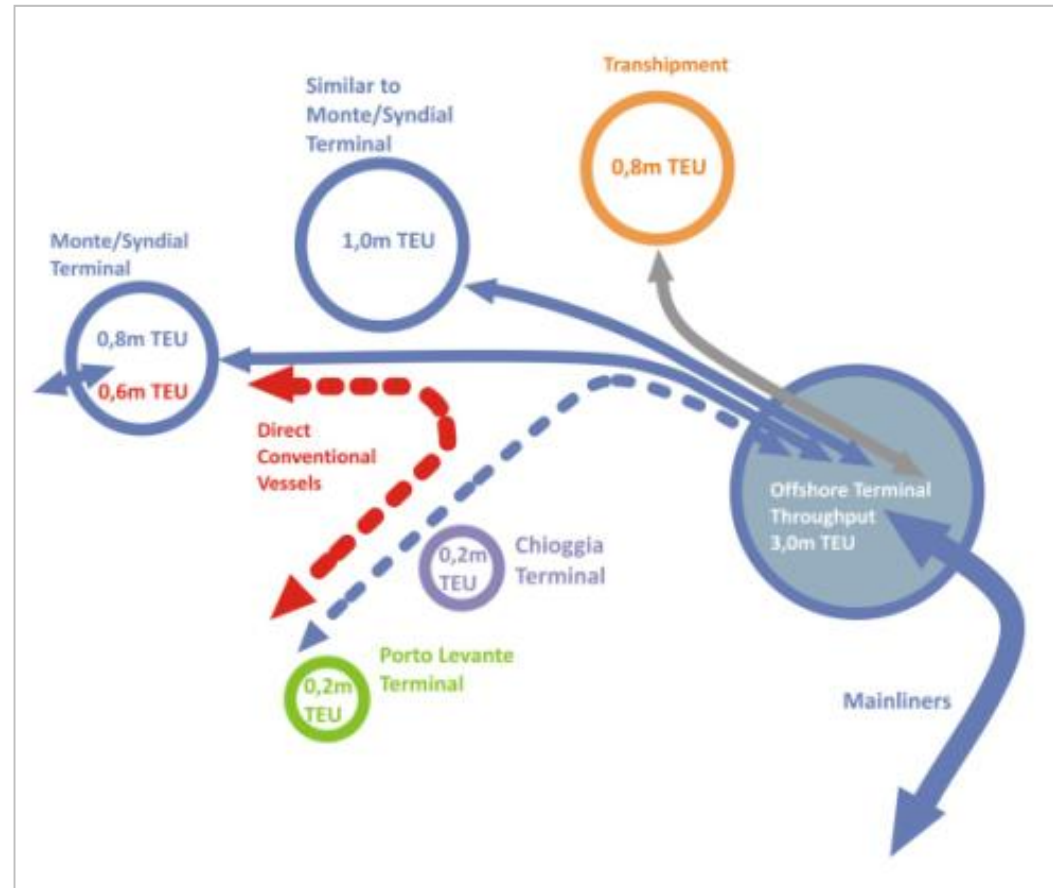 Transhipment
0,8m TEU
Similar to
Monte/Syndial
Terminal
1,0m TEU
Monte/Syndial
Terminal
0,8m TEU
0,6m TEU
Direct
Conventional
Vessels
Offshore Terminal
Throughput
3,0m TEU
0,2m
TEU
Chioggia
Terminal
Porto Levante
Terminal
0,2m
TEU
Mainliners